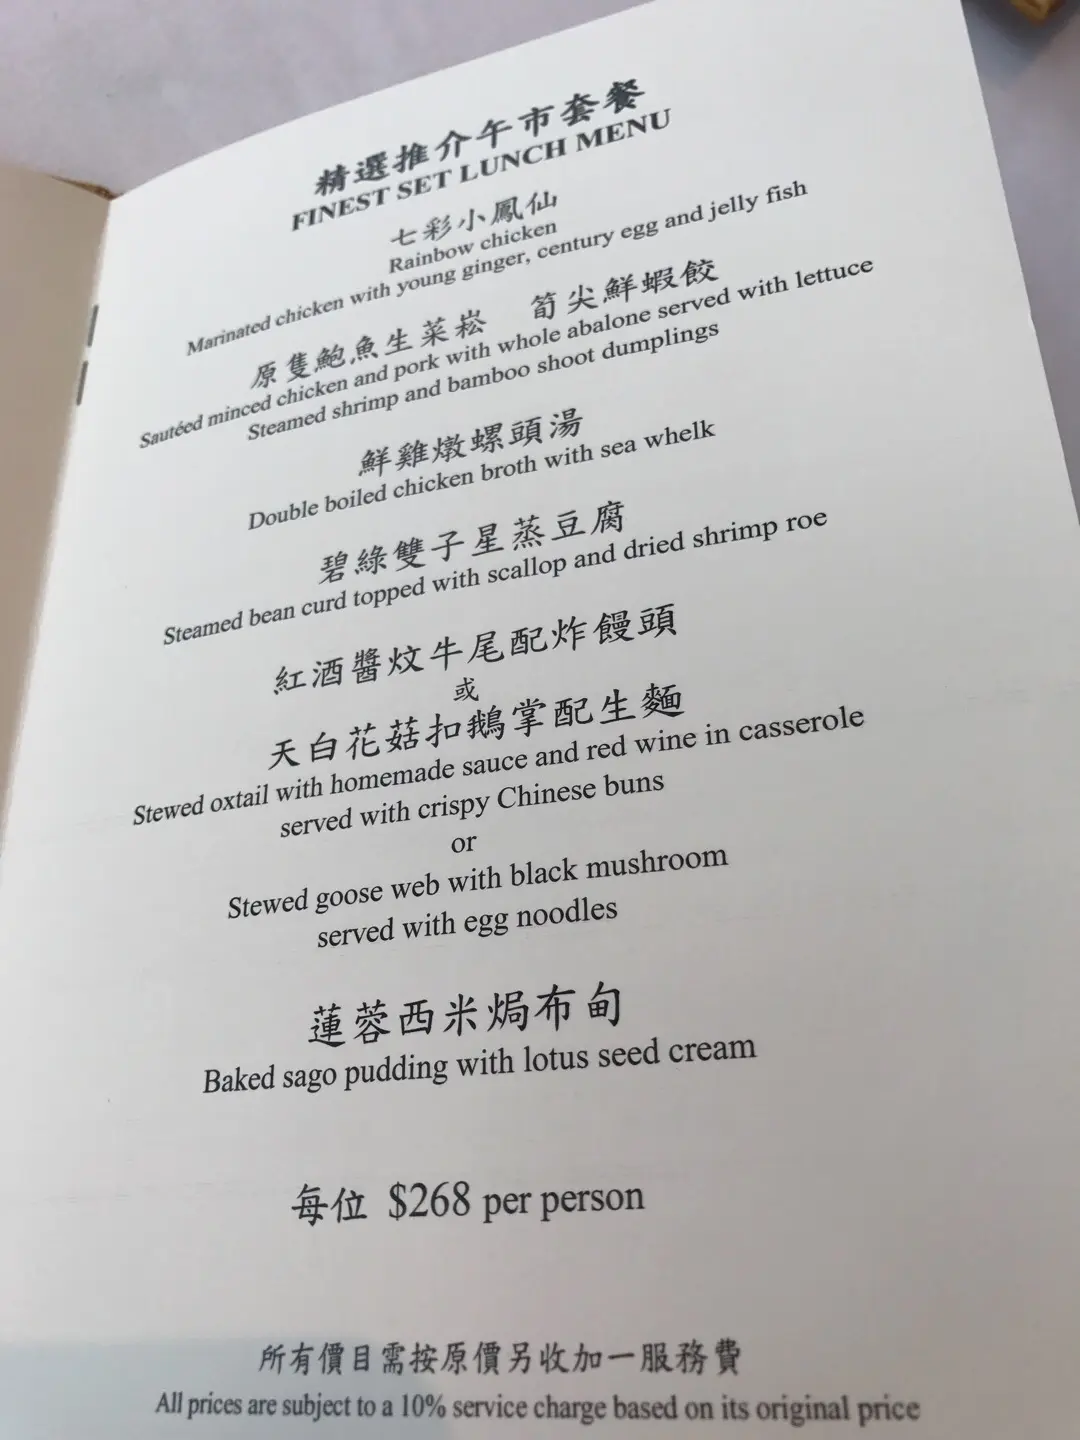 精選推介午市套餐
FINEST SET LUNCH MENU
七彩小鳳仙
Rainbow chicken
Marinated chicken with young ginger, century egg and jelly fish
原隻鮑魚生菜崧 筍尖鮮蝦餃
Sautéed minced chicken and pork with whole abalone served with lettuce
Steamed shrimp and bamboo shoot dumplings
鮮雞燉螺頭湯
Double boiled chicken broth with sea whelk
碧綠雙子星蒸豆腐
Steamed bean curd topped with scallop and dried shrimp roe
紅酒醬炆牛尾配炸饅頭
或
天白花菇扣鵝掌配生麵
Stewed oxtail with homemade sauce and red wine in casserole
served with crispy Chinese buns
or
Stewed goose web with black mushroom
served with egg noodles
蓮蓉西米焗布甸
Baked sago pudding with lotus seed cream
每位 $268 per person
所有價目需按原價另收加一服務費
All prices are subject to a 10% service charge based on its original price